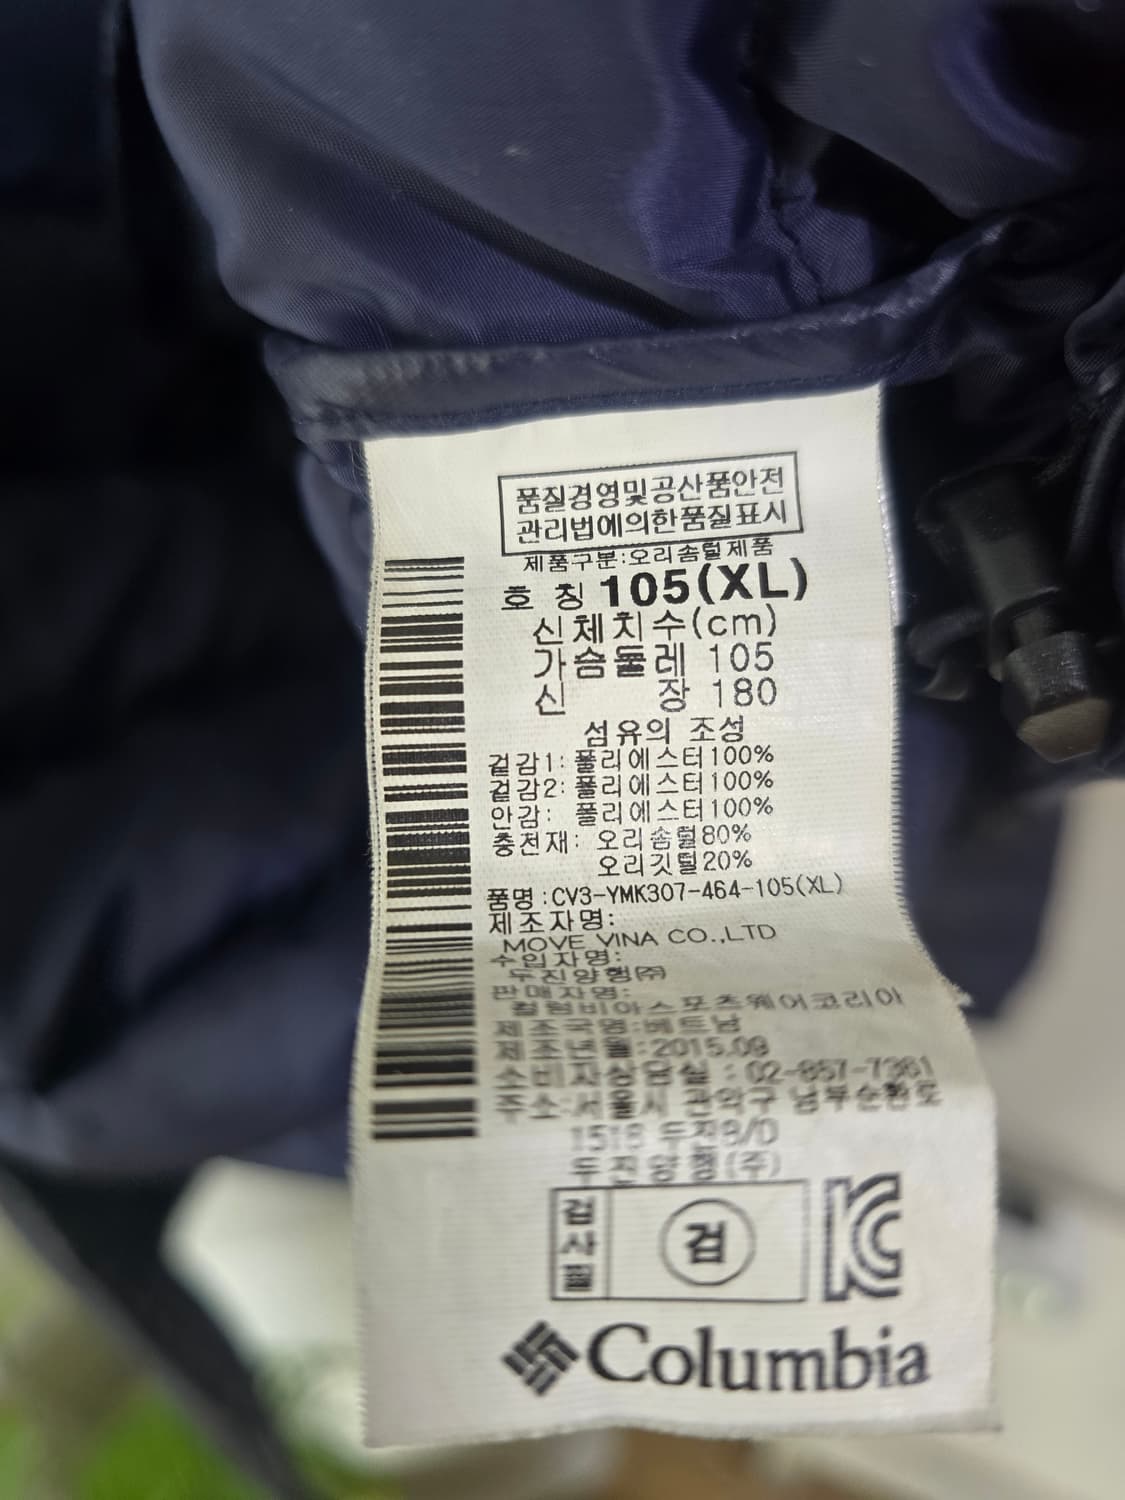 품질경영및공산품안전
관리법에의한품질표시
제품구분:오리솜털제품
호 칭 105(XL)
신체치수(cm)
가슴둘레 105
신 장 180
섬유의 조성
겉감1: 폴리에스터100%
겉감2: 폴리에스터100%
안감: 폴리에스터100%
충전재: 오리솜털80%
오리깃털20%
품명:CV3-YMK307-464-105(XL)
제조자명:
MOVE VINA CO.,LTD
수입자명:
두진양행㈜
판매자명:
컬럼비아스포츠웨어코리아
제조국명:베트남
제조년월:2015.09
소비자상담실 : 02-857-7361
주소:서울시 관악구 남부순환로
1518 두진B/D
두진양행(주)
검사필
검
KC
Columbia